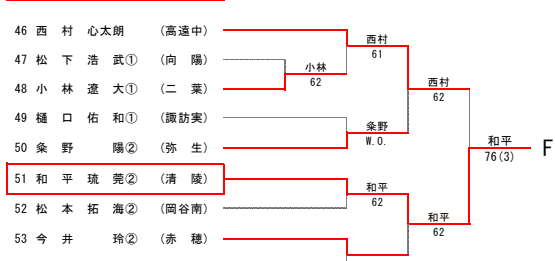 46 西 村 心太朗 (高遠中)
47 松 下 浩 武① (向 陽)
48 小 林 遼 大① (二 葉)
49 樋 口 佑 和① (諏訪実)
50 粂 野 陽② (弥 生)
51 和 平 琉 莞② (清 陵)
52 松 本 拓 海② (岡谷南)
53 今 井 玲② (赤 穂)
小林
62
西村
61
粂野
W.O.
和平
62
西村
62
和平
62
和平
76(3)
F